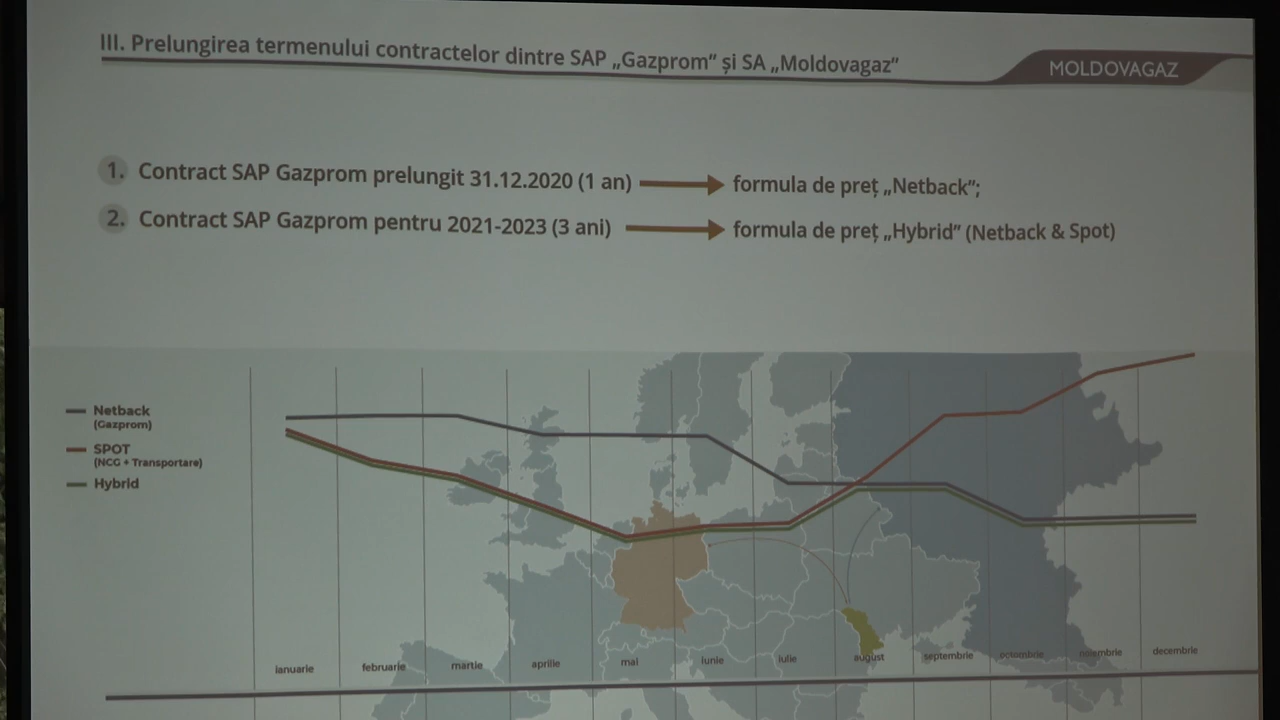 III. Prelungirea termenului contractelor dintre SAP „Gazprom” și SA „Moldovagaz”
MOLDOVAGAZ
1. Contract SAP Gazprom prelungit 31.12.2020 (1 an) formula de preț „Netback”;
2. Contract SAP Gazprom pentru 2021-2023 (3 ani) formula de preț „Hybrid” (Netback & Spot)
Netback
(Gazprom)
SPOT
(NCG + Transportare)
Hybrid
ianuarie februarie martie aprilie mai iunie iulie august septembrie octombrie noiembrie decembrie